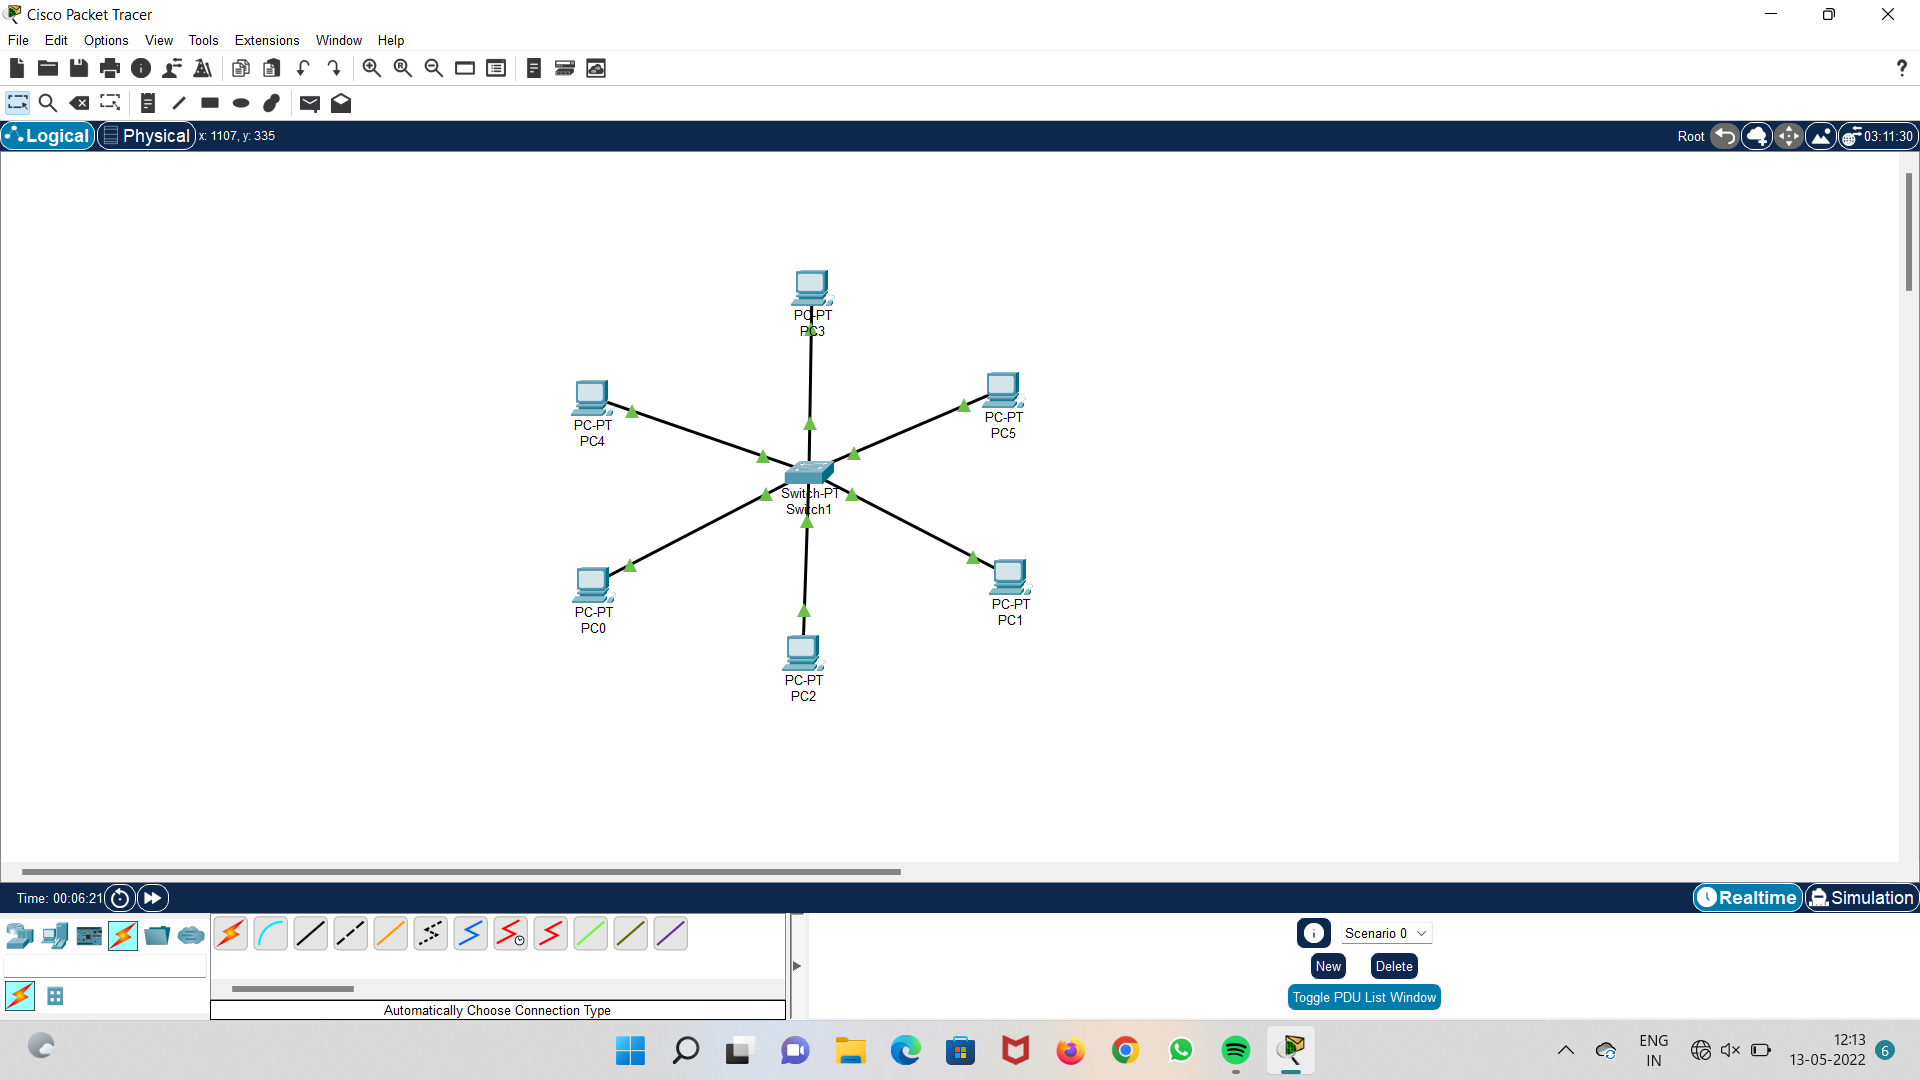 Cisco Packet Tracer
File Edit Options View Tools Extensions Window Help
Logical Physical x: 1107, y: 335 Root 03:11:30
PC-PT
PC3
PC-PT
PC4
PC-PT
PC5
Switch-PT
Switch1
PC-PT
PC0
PC-PT
PC1
PC-PT
PC2
Time: 00:06:21 Realtime Simulation
Scenario 0
New Delete
Toggle PDU List Window
Automatically Choose Connection Type
ENG
IN
12:13
13-05-2022
6